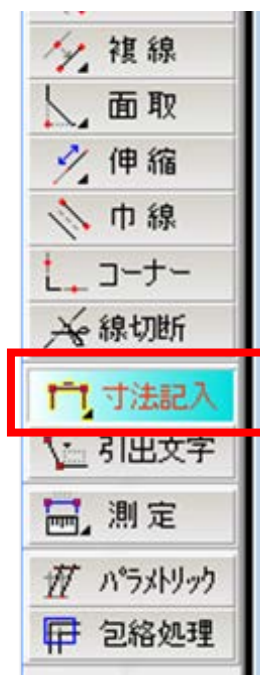 複線
面取
伸縮
巾線
コーナー
線切断
寸法記入
引出文字
測定
パラメトリック
包絡処理